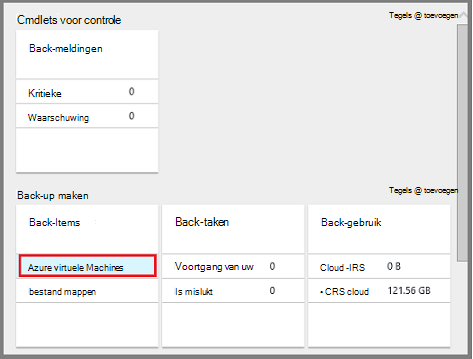 Cmdlets voor controle
Tegels @ toevoegen
Back-meldingen
Kritieke 0
Waarschuwing 0
Back-up maken
Tegels @ toevoegen
Back-Items
Back-taken
Back-gebruik
Azure virtuele Machines
Voortgang van uw 0
Cloud -IRS 0 B
bestand mappen
Is mislukt 0
• CRS cloud 121.56 GB